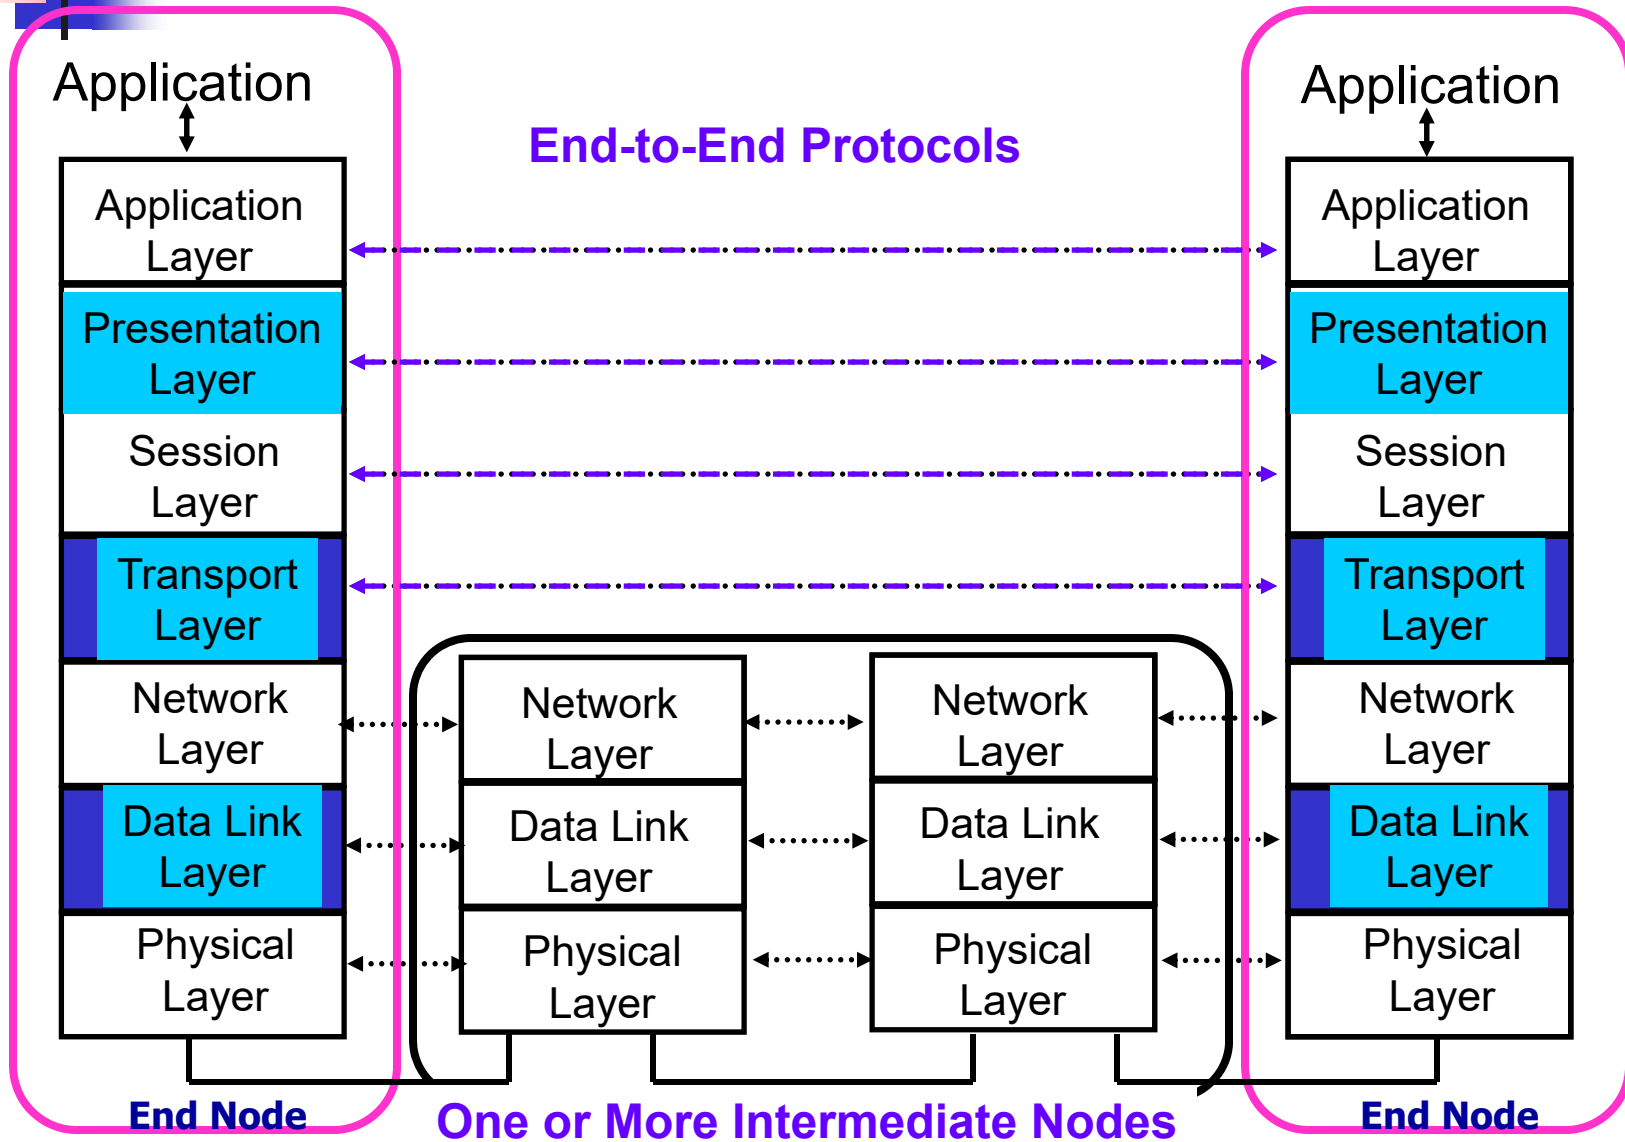 Application
Application
End-to-End Protocols
Application
Layer
Presentation
Layer
Session
Layer
Transport
Layer
Network
Layer
Data Link
Layer
Physical
Layer
End Node
Network
Layer
Data Link
Layer
Physical
Layer
Network
Layer
Data Link
Layer
Physical
Layer
One or More Intermediate Nodes
Application
Layer
Presentation
Layer
Session
Layer
Transport
Layer
Network
Layer
Data Link
Layer
Physical
Layer
End Node